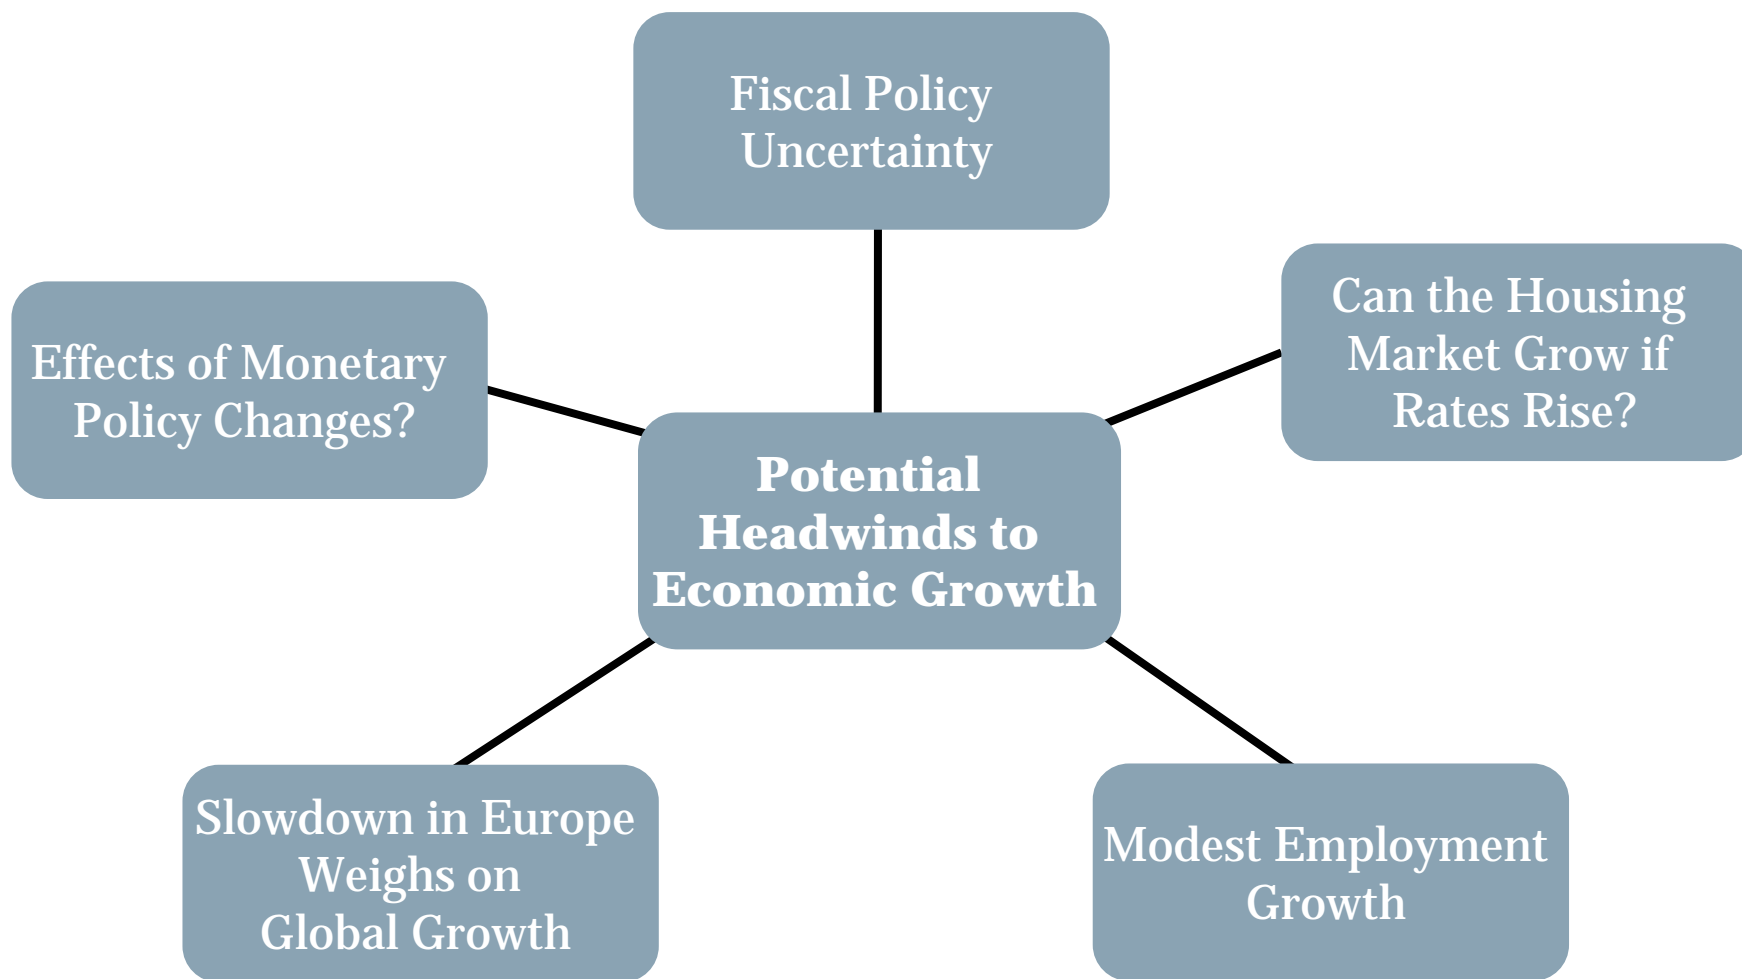 Fiscal Policy
Uncertainty
Can the Housing
Market Grow if
Rates Rise?
Effects of Monetary
Policy Changes?
Potential
Headwinds to
Economic Growth
Slowdown in Europe
Weighs on
Global Growth
Modest Employment
Growth